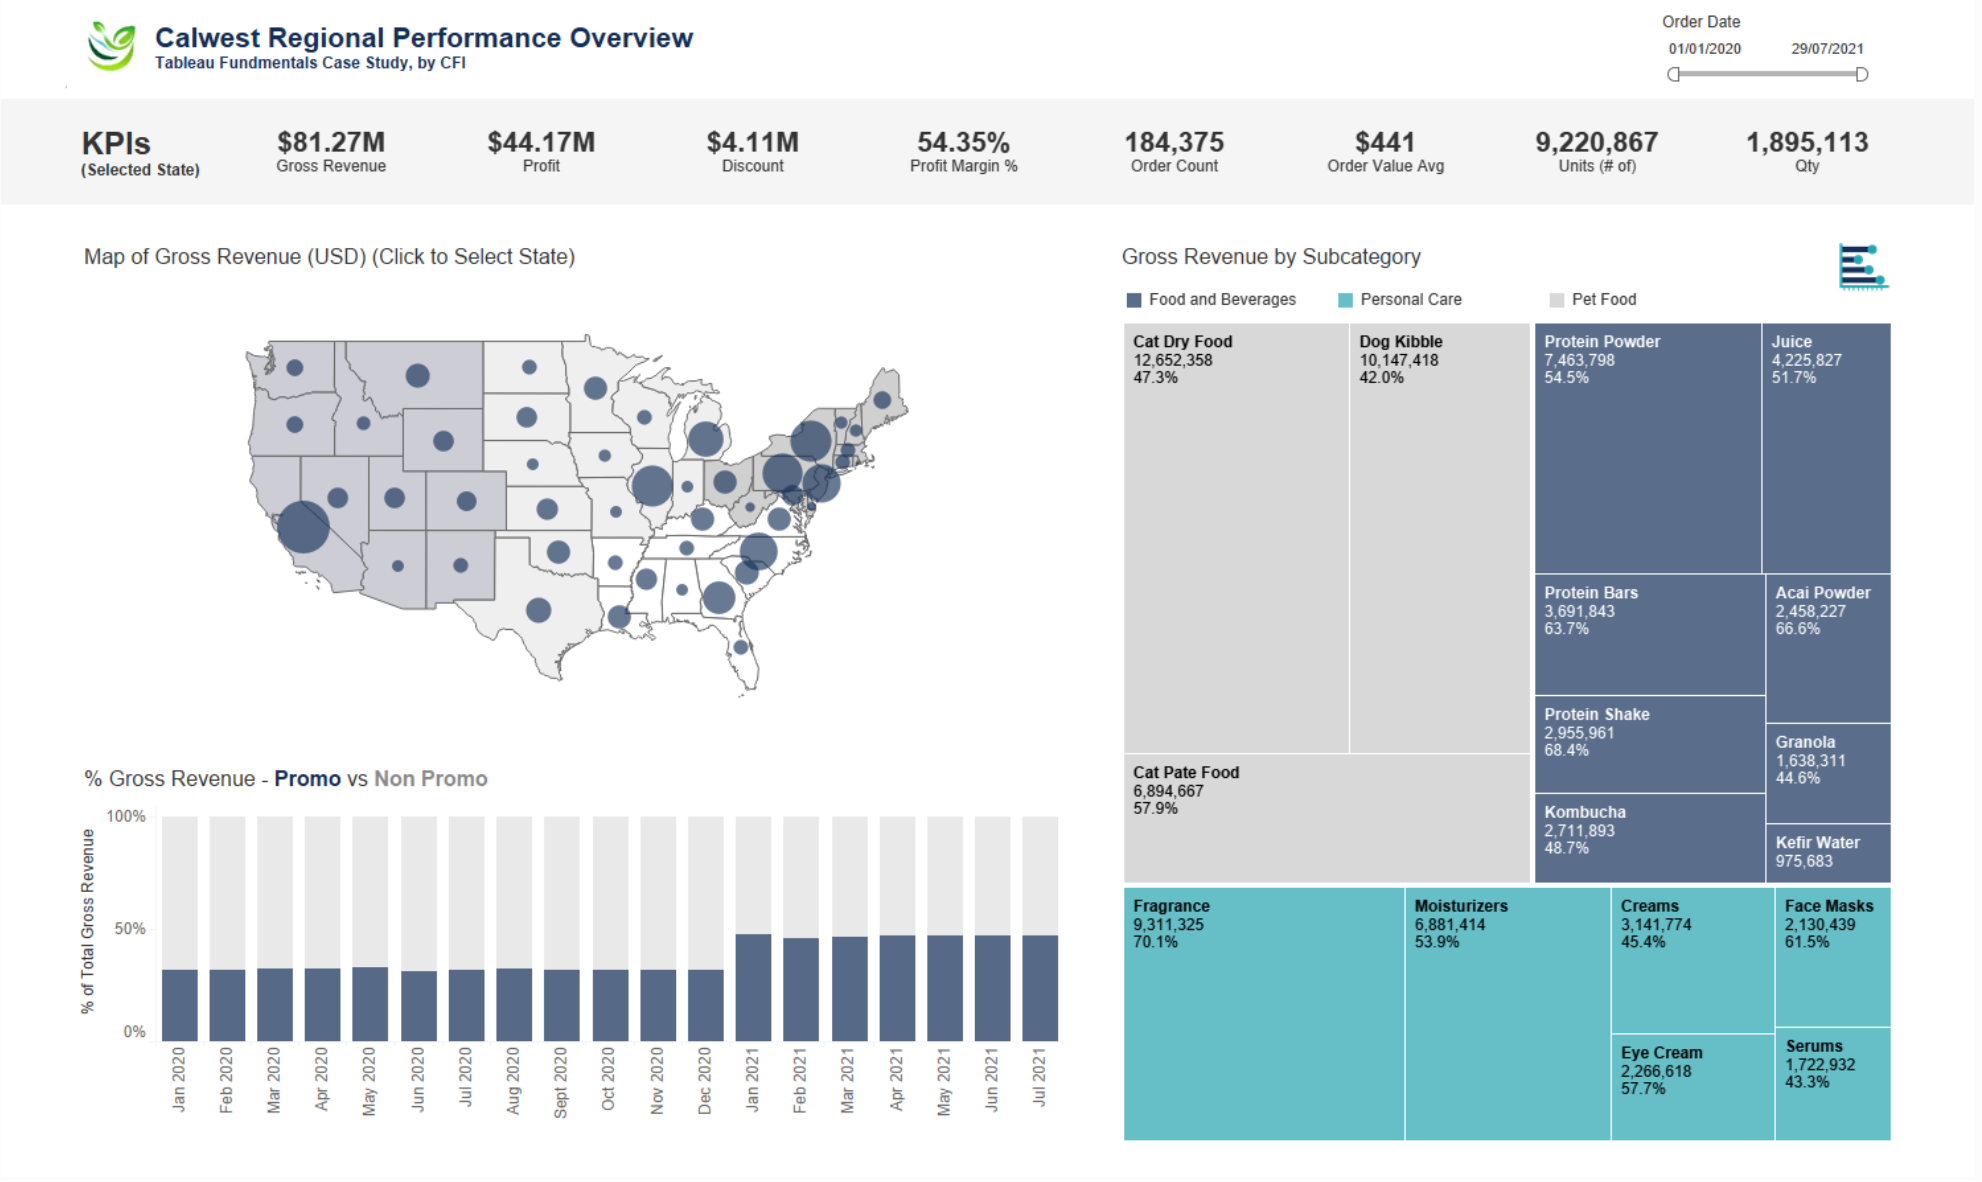 Calwest Regional Performance Overview
Tableau Fundmentals Case Study, by CFI
Order Date
01/01/2020 29/07/2021
KPIs
(Selected State)
$81.27M
Gross Revenue
$44.17M
Profit
$4.11M
Discount
54.35%
Profit Margin %
184,375
Order Count
$441
Order Value Avg
9,220,867
Units (# of)
1,895,113
Qty
Map of Gross Revenue (USD) (Click to Select State)
% Gross Revenue - Promo vs Non Promo
% of Total Gross Revenue
100%
50%
0%
Jan 2020
Feb 2020
Mar 2020
Apr 2020
May 2020
Jun 2020
Jul 2020
Aug 2020
Sept 2020
Oct 2020
Nov 2020
Dec 2020
Jan 2021
Feb 2021
Mar 2021
Apr 2021
May 2021
Jun 2021
Jul 2021
Gross Revenue by Subcategory
Food and Beverages
Personal Care
Pet Food
Cat Dry Food
12,652,358
47.3%
Dog Kibble
10,147,418
42.0%
Cat Pate Food
6,894,667
57.9%
Protein Powder
7,463,798
54.5%
Juice
4,225,827
51.7%
Protein Bars
3,691,843
63.7%
Acai Powder
2,458,227
66.6%
Protein Shake
2,955,961
68.4%
Granola
1,638,311
44.6%
Kombucha
2,711,893
48.7%
Kefir Water
975,683
Fragrance
9,311,325
70.1%
Moisturizers
6,881,414
53.9%
Creams
3,141,774
45.4%
Face Masks
2,130,439
61.5%
Eye Cream
2,266,618
57.7%
Serums
1,722,932
43.3%